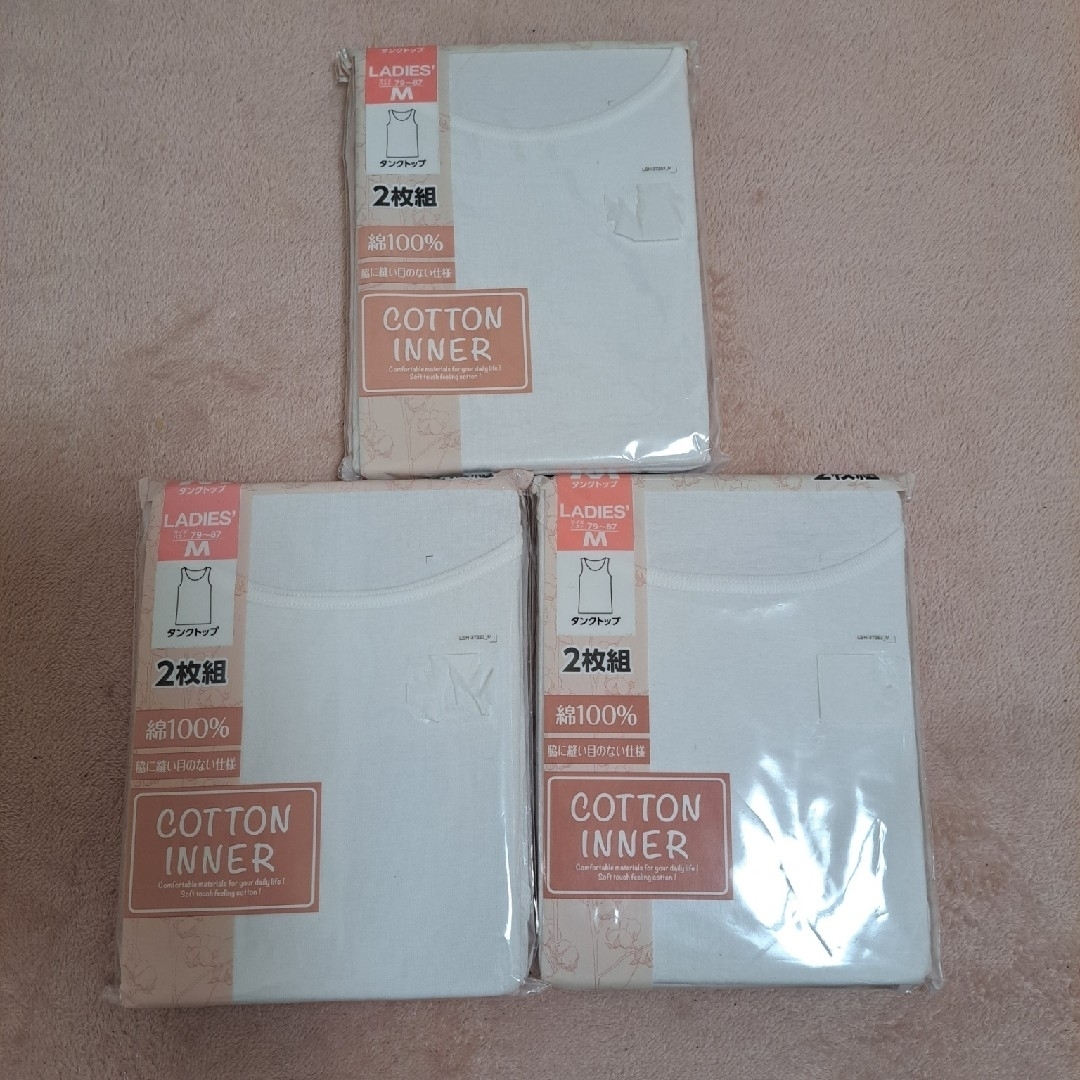 タンクトップ
LADIES'
79~87
M
タンクトップ
2枚組
綿100%
脇に縫い目のない仕様
COTTON
INNER
Comfortable materials for your daily life!
Soft touch feeling cotton!
タンクトップ
LADIES'
79~87
M
タンクトップ
2枚組
綿100%
脇に縫い目のない仕様
COTTON
INNER
Comfortable materials for your daily life!
Soft touch feeling cotton!
M
2枚組
タンクトップ
LADIES'
サイズ
79~87
M
タンクトップ
2枚組
綿100%
脇に縫い目のない仕様
COTTON
INNER
Comfortable materials for your daily life!
Soft touch feeling cotton!